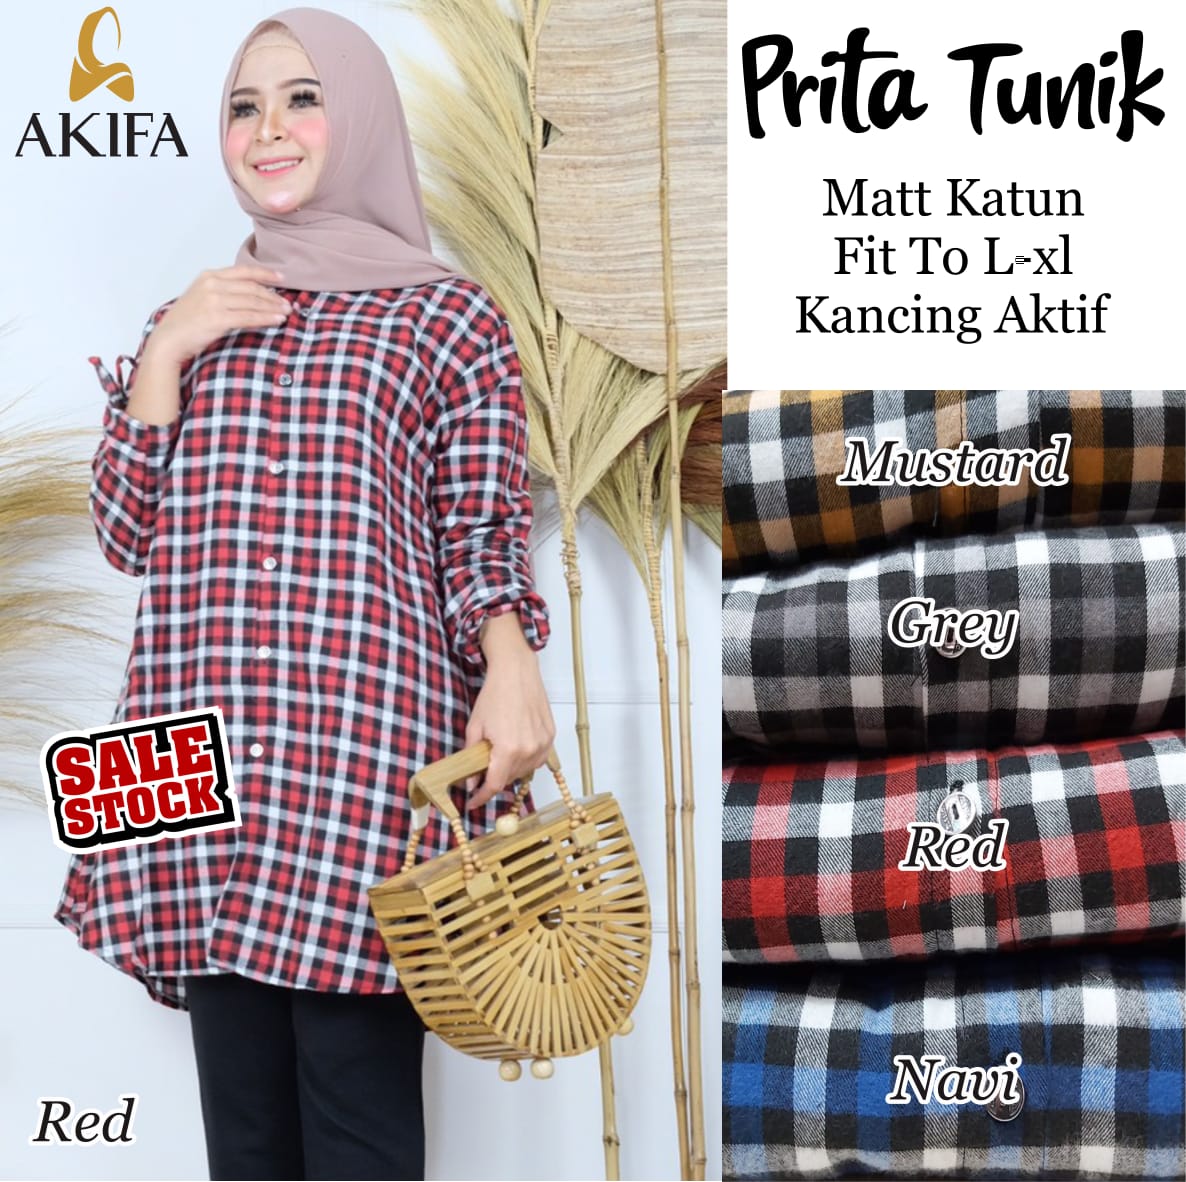 AKIFA
Prita Tunik
Matt Katun
Fit To L-xl
Kancing Aktif
Mustard
Grey
Red
Navi
SALE
STOCK
Red